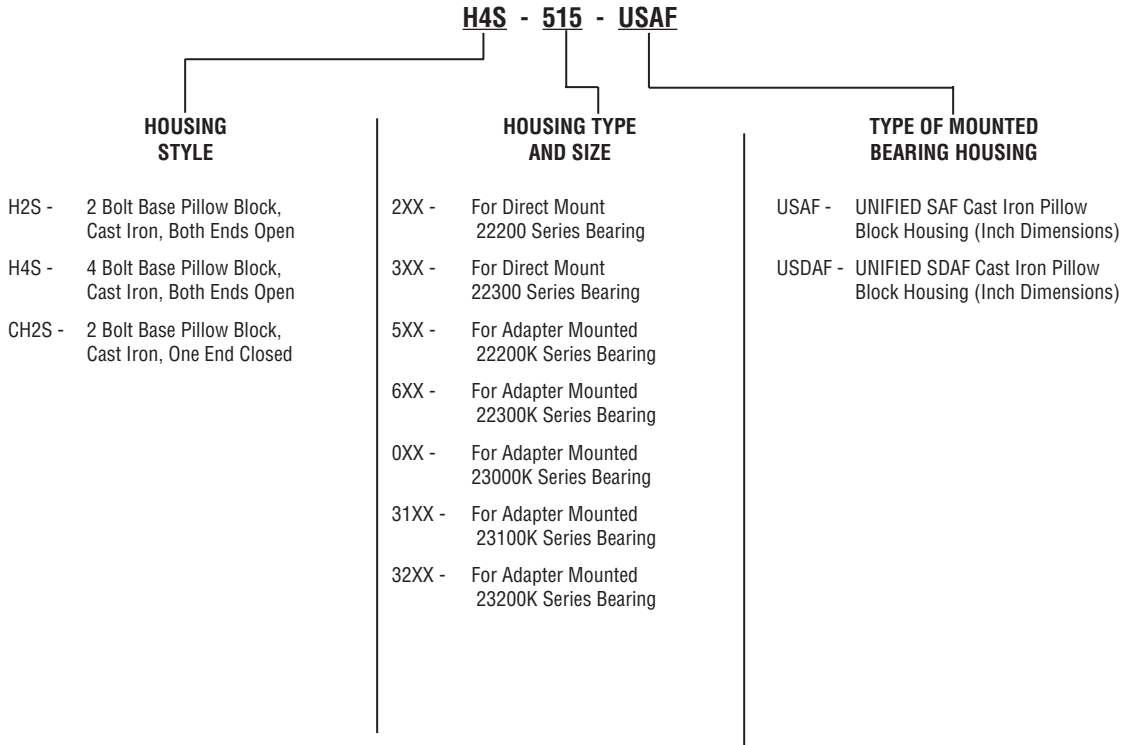 H4S - 515 - USAF
HOUSING
STYLE
H2S - 2 Bolt Base Pillow Block,
Cast Iron, Both Ends Open
H4S - 4 Bolt Base Pillow Block,
Cast Iron, Both Ends Open
CH2S - 2 Bolt Base Pillow Block,
Cast Iron, One End Closed
HOUSING TYPE
AND SIZE
2XX - For Direct Mount
22200 Series Bearing
3XX - For Direct Mount
22300 Series Bearing
5XX - For Adapter Mounted
22200K Series Bearing
6XX - For Adapter Mounted
22300K Series Bearing
0XX - For Adapter Mounted
23000K Series Bearing
31XX - For Adapter Mounted
23100K Series Bearing
32XX - For Adapter Mounted
23200K Series Bearing
TYPE OF MOUNTED
BEARING HOUSING
USAF - UNIFIED SAF Cast Iron Pillow
Block Housing (Inch Dimensions)
USDAF - UNIFIED SDAF Cast Iron Pillow
Block Housing (Inch Dimensions)